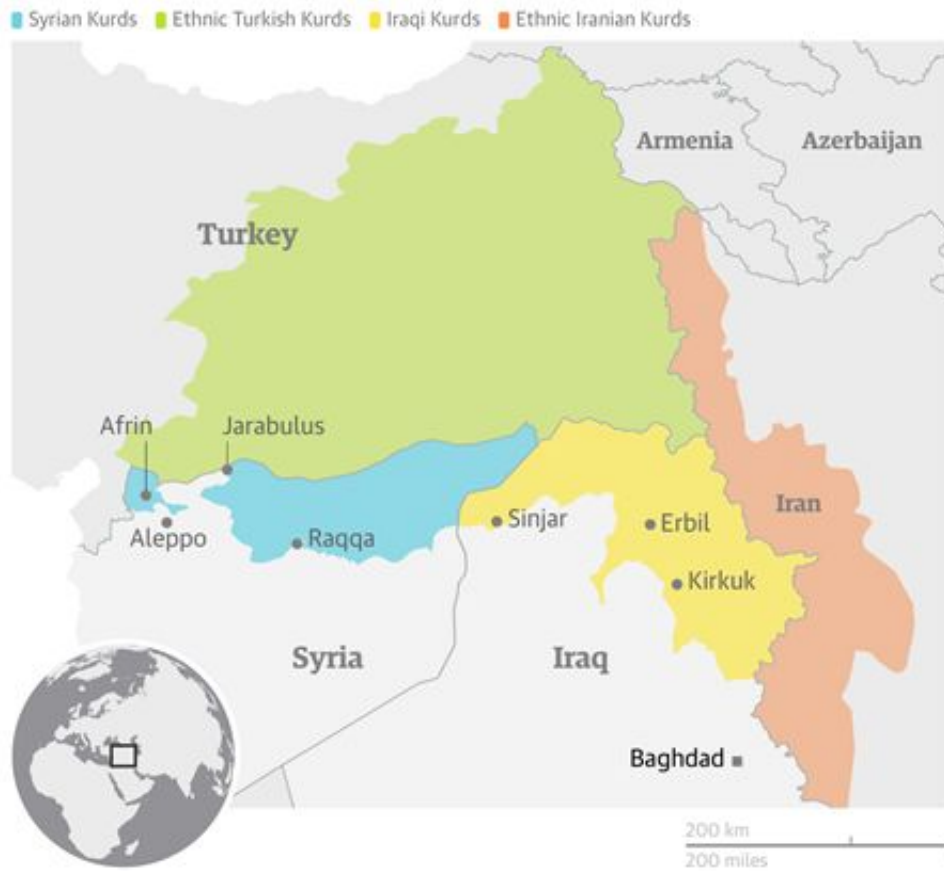 Syrian Kurds Ethnic Turkish Kurds Iraqi Kurds Ethnic Iranian Kurds
Armenia Azerbaijan
Turkey
Afrin Jarabulus
Iran
Sinjar Erbil
Aleppo Raqqa
Kirkuk
Syria Iraq
Baghdad
200 km
200 miles